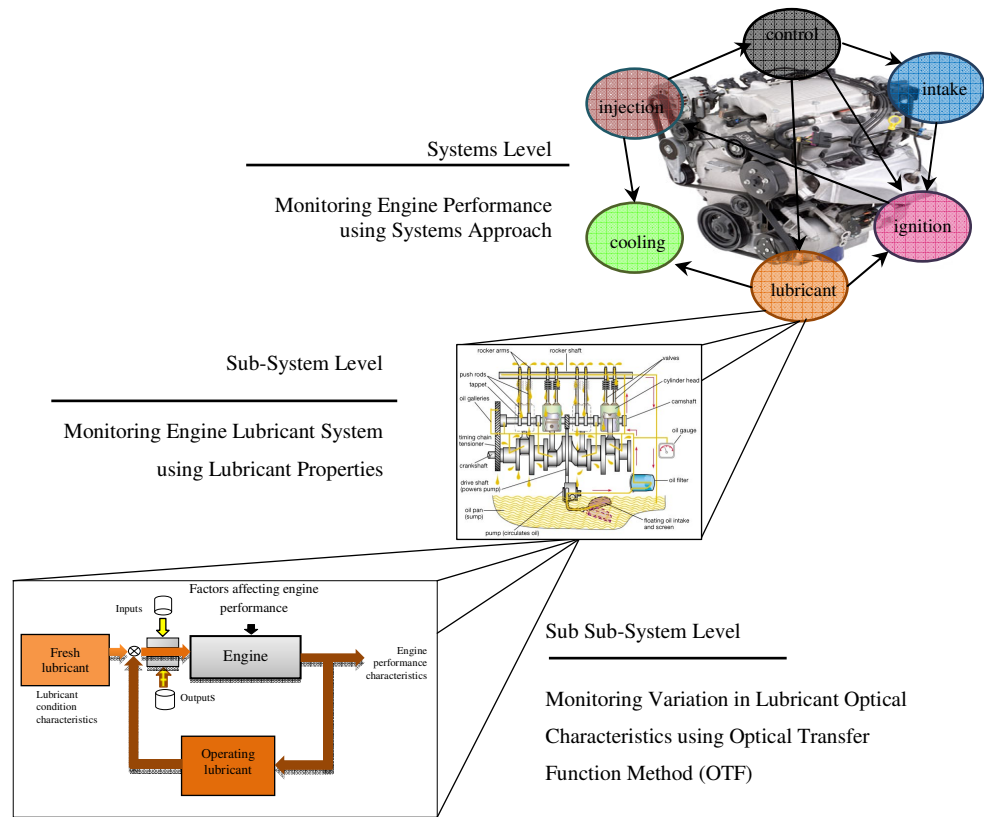 control
injection
intake
Systems Level
Monitoring Engine Performance
using Systems Approach
cooling
ignition
lubricant
Sub-System Level
Monitoring Engine Lubricant System
using Lubricant Properties
rocker arms
rocker shaft
valves
push rods
tappet
cylinder head
oil galleries
camshaft
timing chain
tensioner
oil gauge
crankshaft
drive shaft
(powers pump)
oil filter
oil pan
(sump)
floating oil intake
and screen
pump (circulates oil)
Factors affecting engine
performance
Inputs
Fresh
lubricant
Engine
Engine
performance
characteristics
Lubricant
condition
characteristics
Outputs
Operating
lubricant
Sub Sub-System Level
Monitoring Variation in Lubricant Optical
Characteristics using Optical Transfer
Function Method (OTF)